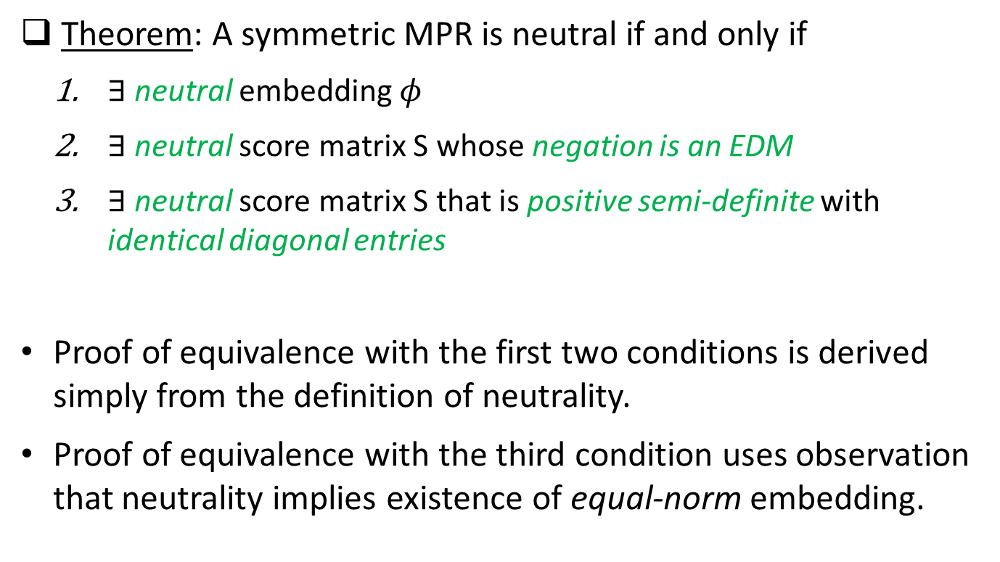 ❑ Theorem: A symmetric MPR is neutral if and only if
1. ∃ neutral embedding ϕ
2. ∃ neutral score matrix S whose negation is an EDM
3. ∃ neutral score matrix S that is positive semi-definite with
identical diagonal entries
• Proof of equivalence with the first two conditions is derived
simply from the definition of neutrality.
• Proof of equivalence with the third condition uses observation
that neutrality implies existence of equal-norm embedding.